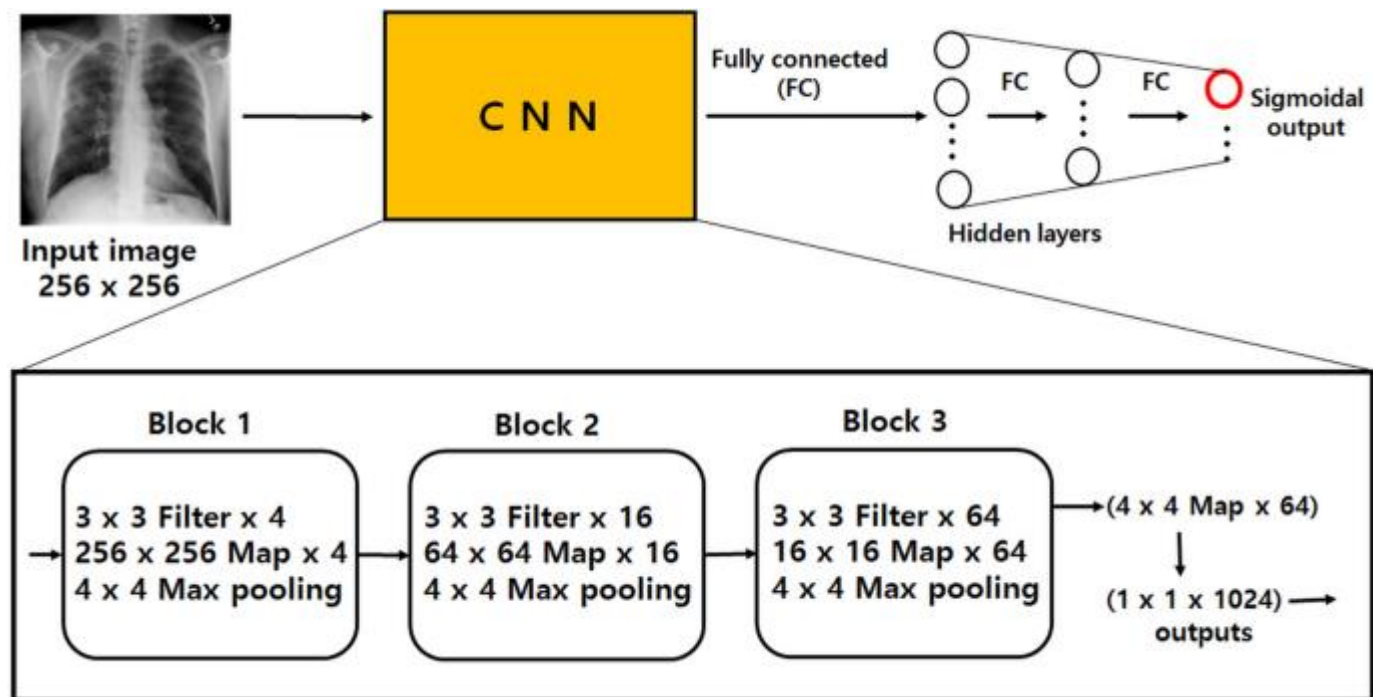 C N N
Fully connected
(FC)
FC
FC
Sigmoidal
output
Hidden layers
Input image
256 x 256
Block 1
Block 2
Block 3
3 x 3 Filter x 4
256 x 256 Map x 4
4 x 4 Max pooling
3 x 3 Filter x 16
64 x 64 Map x 16
4 x 4 Max pooling
3 x 3 Filter x 64
16 x 16 Map x 64
4 x 4 Max pooling
(4 x 4 Map x 64)
(1 x 1 x 1024)
outputs